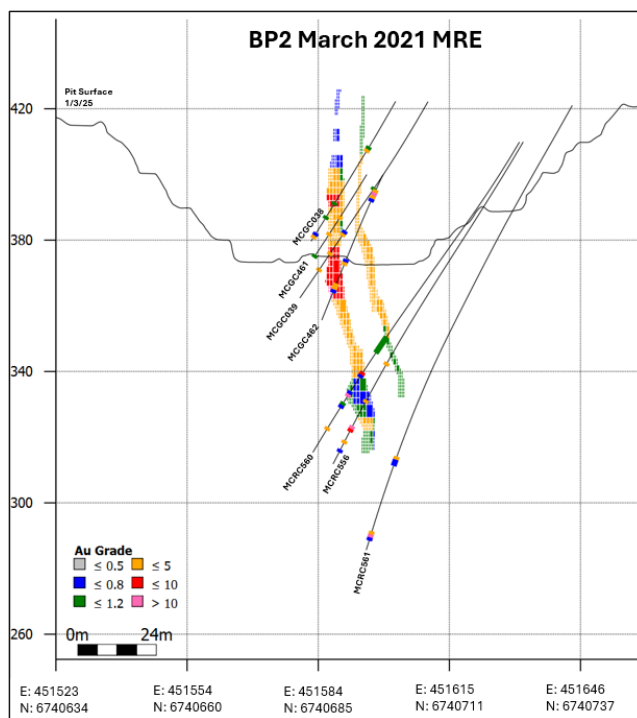 BP2 March 2021 MRE
Pit Surface
1/3/25
420
380
340
300
260
MCGC038
MCGC461
MCGC039
MCGC462
MCRC560
MCRC556
MCRC561
Au Grade
≤ 0.5 ≤ 5
≤ 0.8 ≤ 10
≤ 1.2 > 10
0m 24m
E: 451523 E: 451554 E: 451584 E: 451615 E: 451646
N: 6740634 N: 6740660 N: 6740685 N: 6740711 N: 6740737